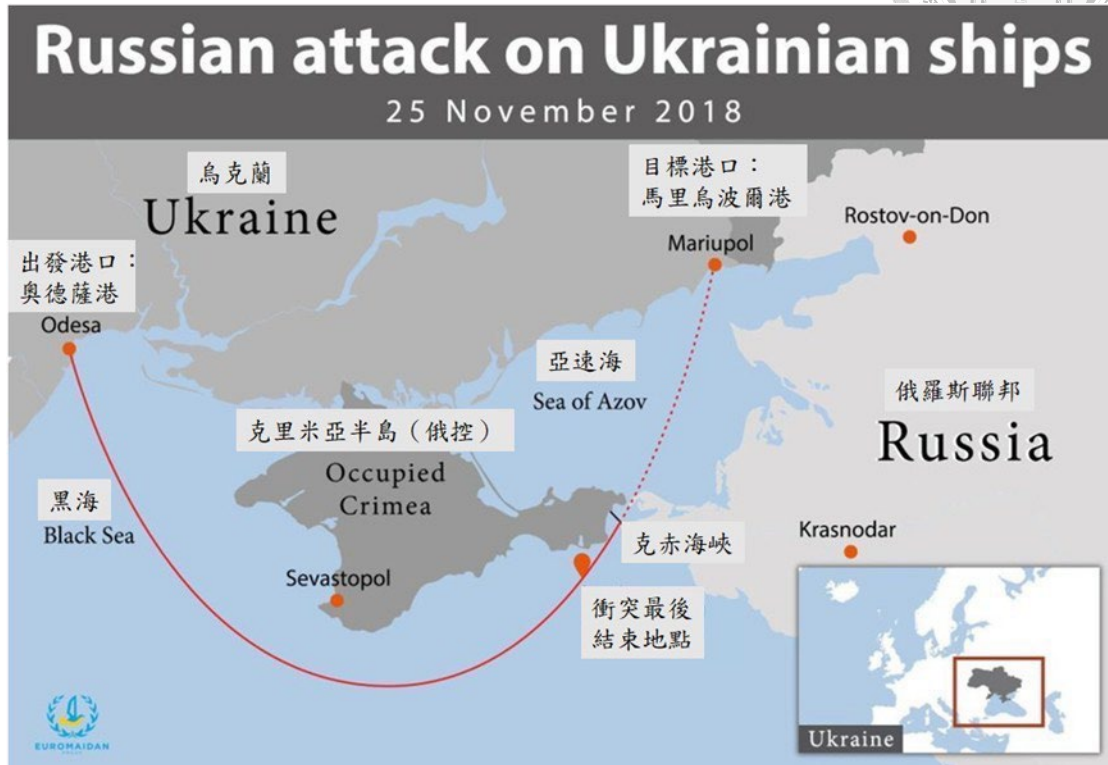 Russian attack on Ukrainian ships
25 November 2018
烏克蘭
Ukraine
目標港口：
馬里烏波爾港
Mariupol
Rostov-on-Don
出發港口：
奧德薩港
Odesa
亞速海
Sea of Azov
俄羅斯聯邦
Russia
克里米亞半島（俄控）
Occupied
Crimea
黑海
Black Sea
克赤海峽
Krasnodar
Sevastopol
衝突最後
結束地點
EUROMAIDAN
Ukraine